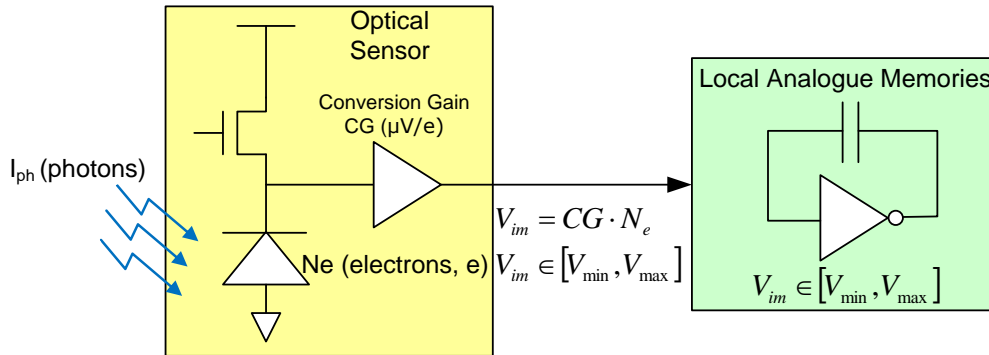 Optical
Sensor
Conversion Gain
CG (µV/e)
I_ph (photons)
Ne (electrons, e)
V_im = CG · N_e
V_im ∈ [V_min , V_max ]
Local Analogue Memories
V_im ∈ [V_min , V_max ]